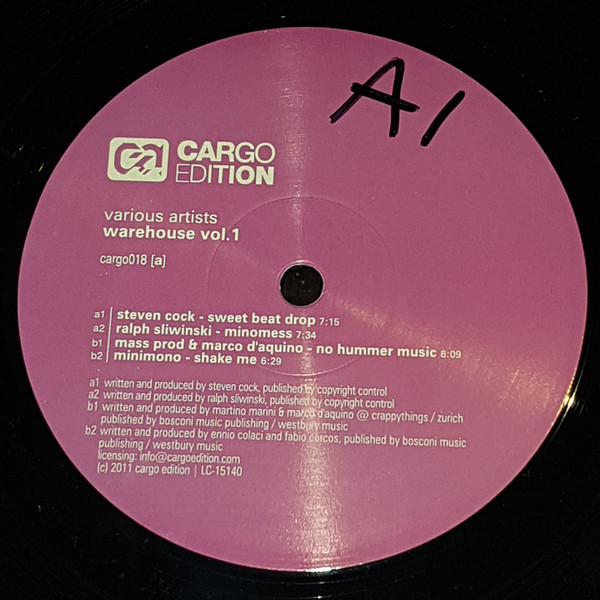 A1
ca
CARGO
EDITION
various artists
warehouse vol.1
cargo018 [a]
a1 steven cock - sweet beat drop 7:15
a2 ralph sliwinski - minomess 7:34
b1 mass prod & marco d'aquino - no hummer music 8:09
b2 minimono - shake me 6:29
a1 written and produced by steven cock, published by copyright control
a2 written and produced by ralph sliwinski, published by copyright control
b1 written and produced by martino marini & marco d'aquino @ crappythings / zurich
published by bosconi music publishing / westbury music
b2 written and produced by ennio colaci and fabio corcos, published by bosconi music
publishing / westbury music
licensing: info@cargoedition.com
(c) 2011 cargo edition | LC-15140